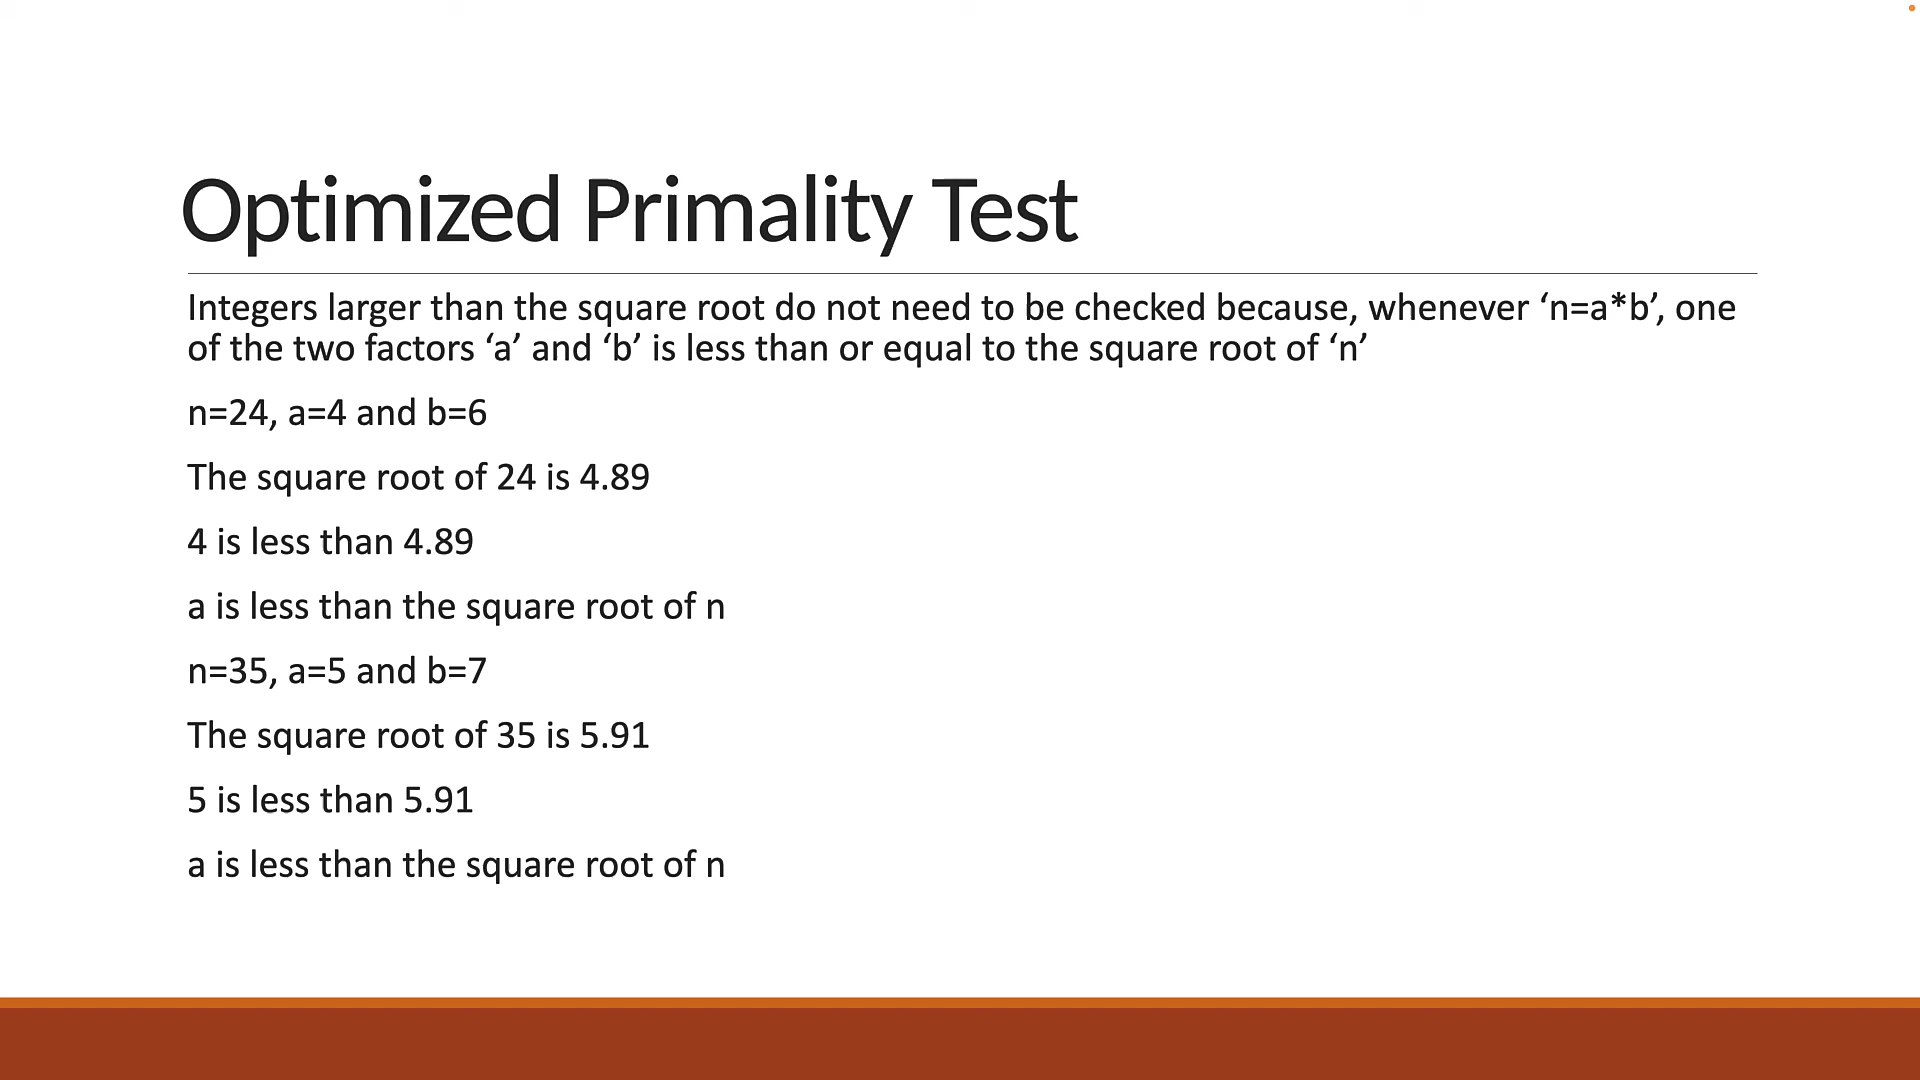 Optimized Primality Test
Integers larger than the square root do not need to be checked because, whenever ‘n=a*b’, one
of the two factors ‘a’ and ‘b’ is less than or equal to the square root of ‘n’
n=24, a=4 and b=6
The square root of 24 is 4.89
4 is less than 4.89
a is less than the square root of n
n=35, a=5 and b=7
The square root of 35 is 5.91
5 is less than 5.91
a is less than the square root of n